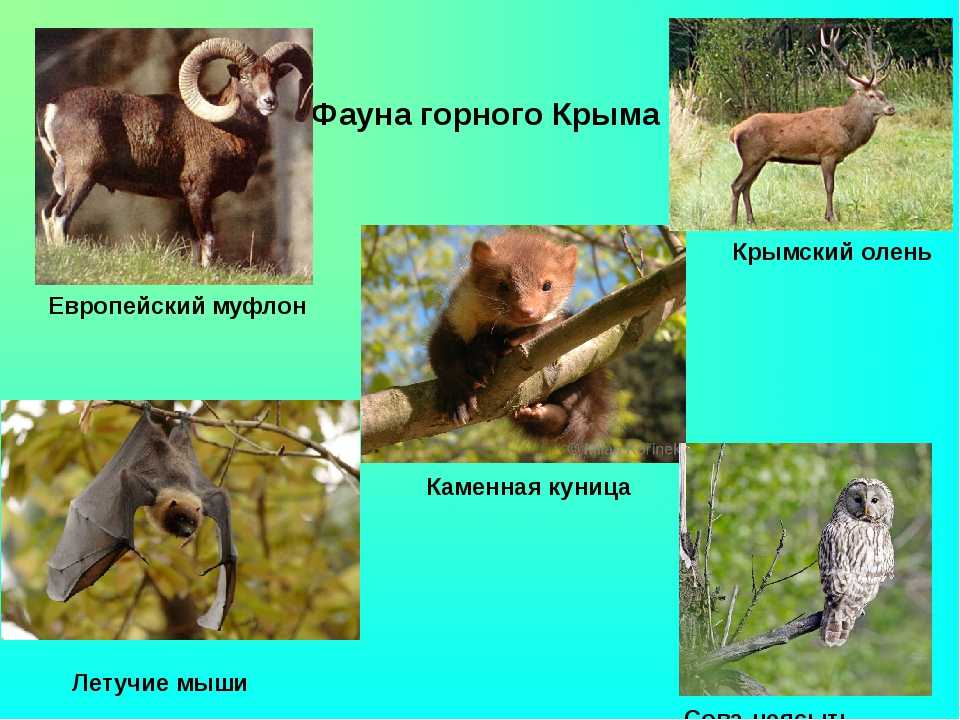 Фауна горного Крыма
Крымский олень
Европейский муфлон
Каменная куница
Летучие мыши